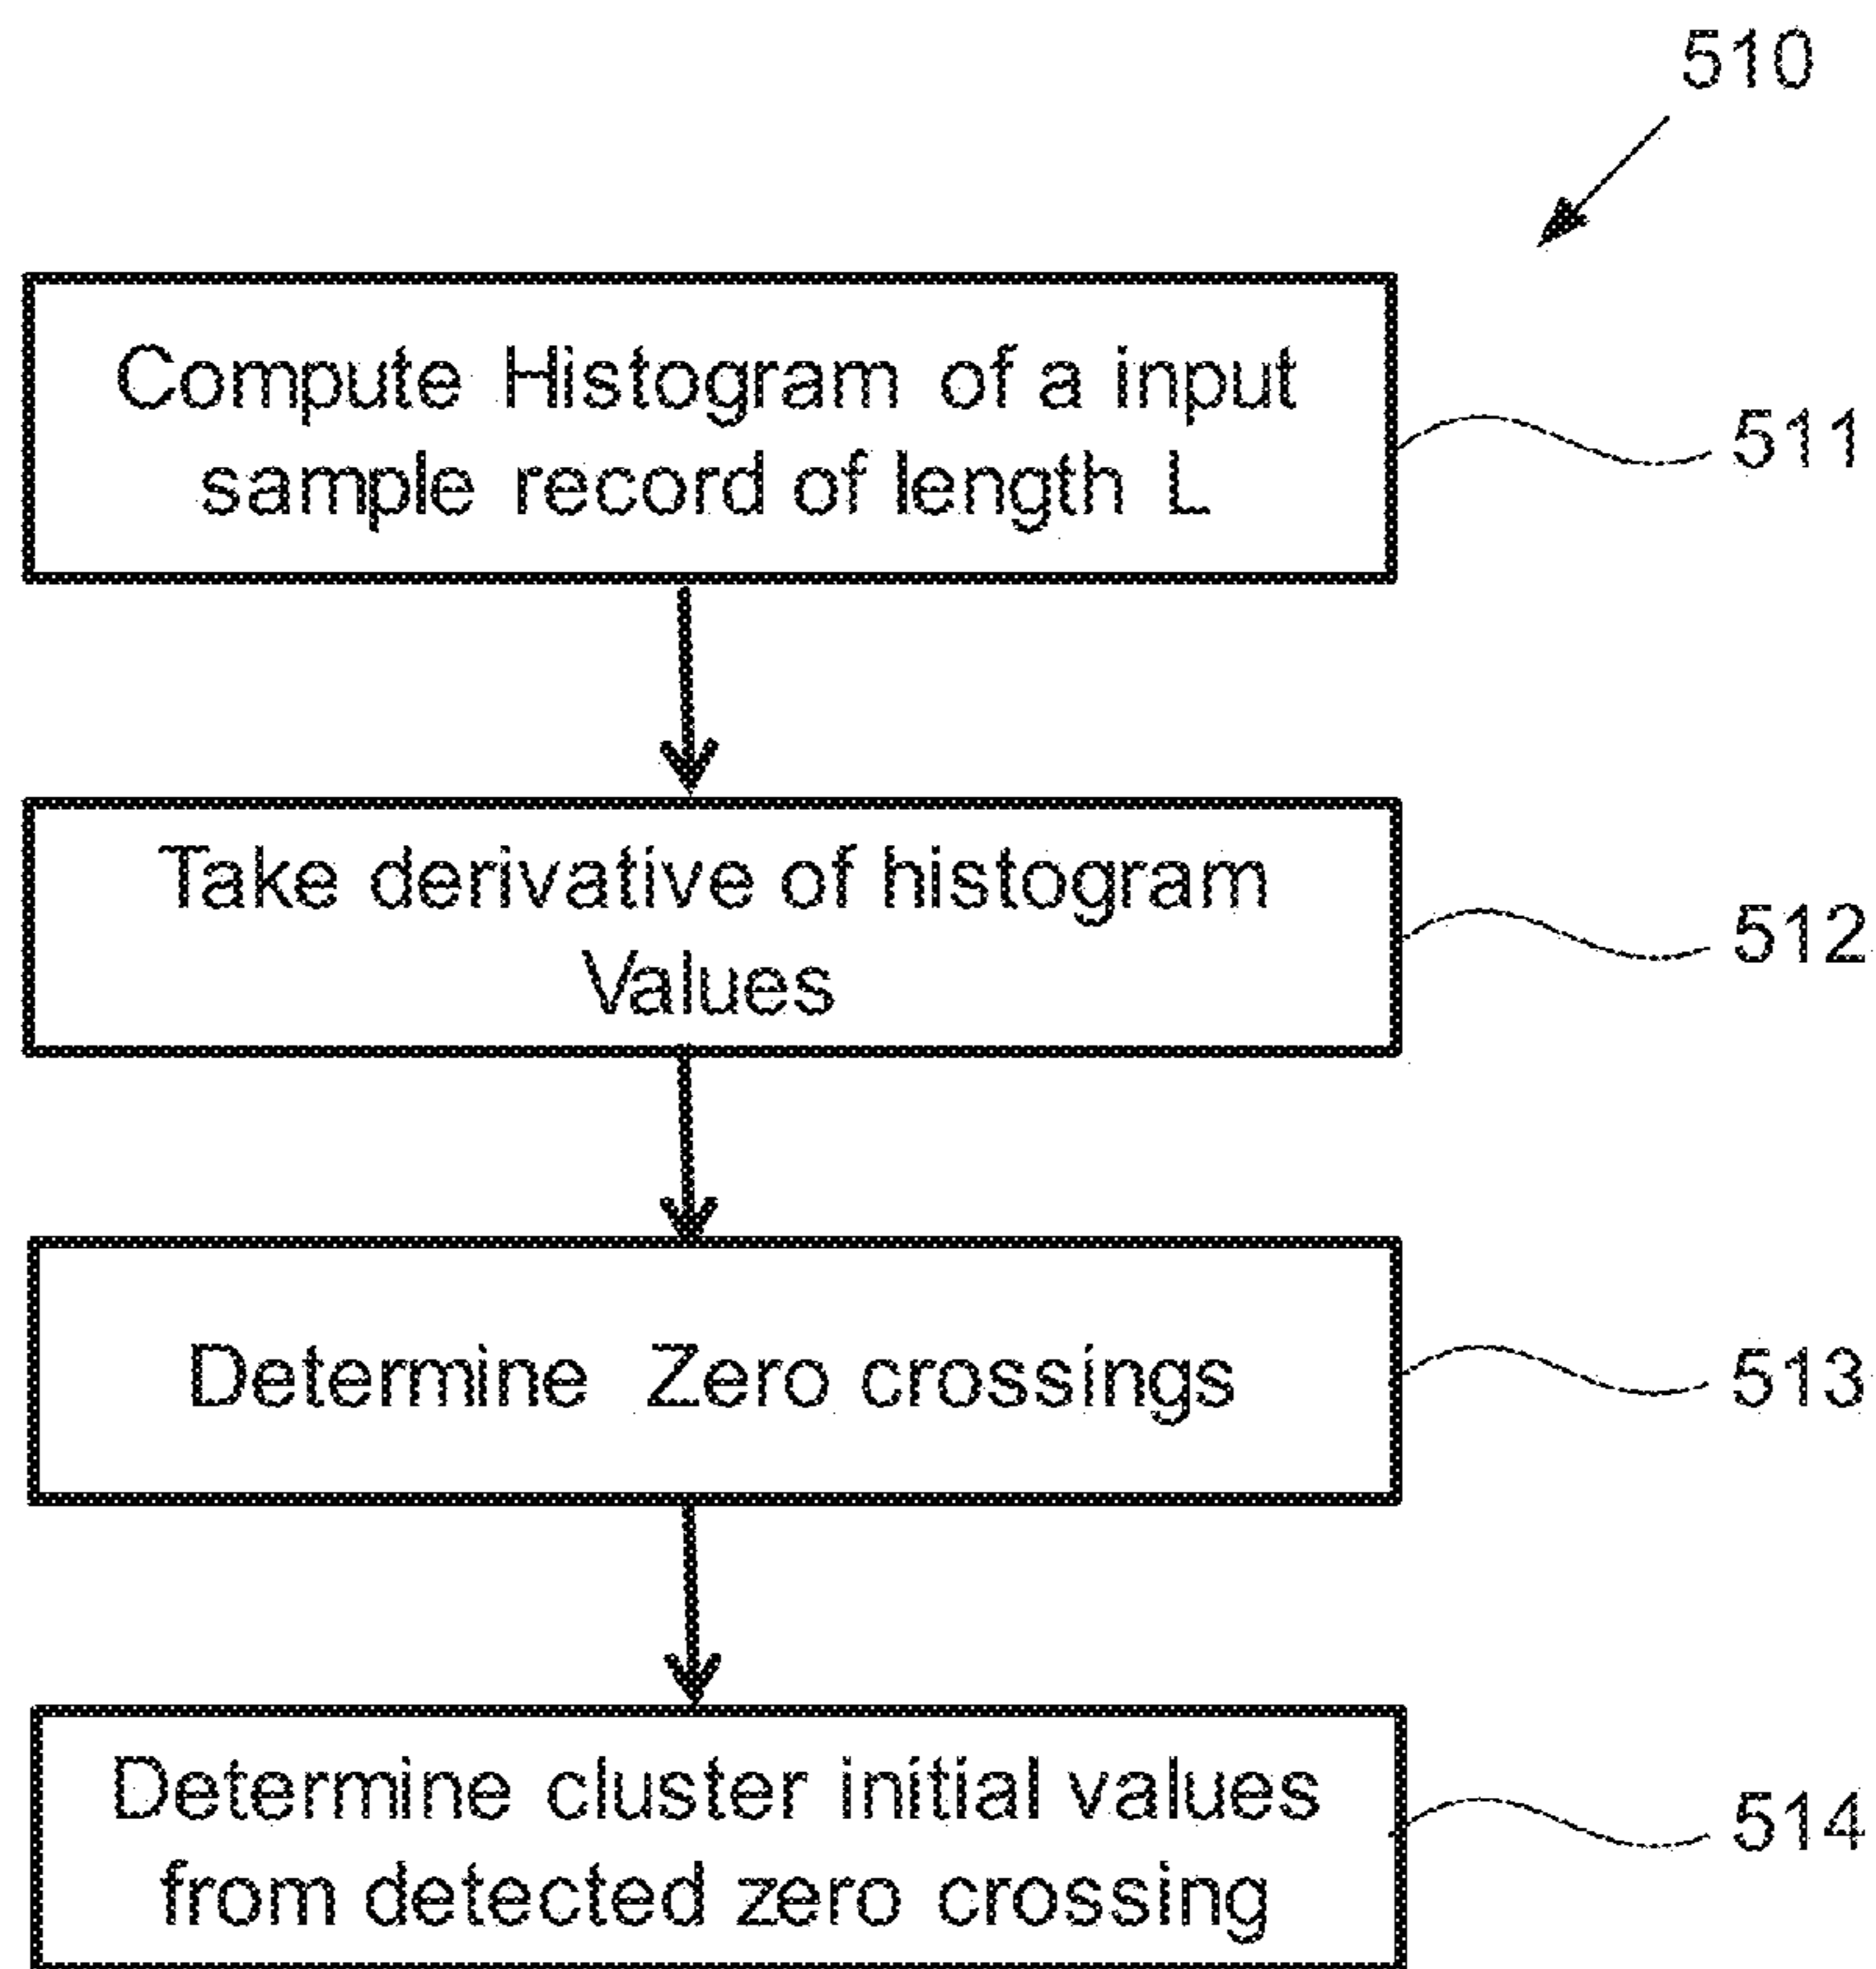 510
Compute Histogram of a input
sample record of length L
511
Take derivative of histogram
Values
512
Determine Zero crossings
513
Determine cluster initial values
from detected zero crossing
514